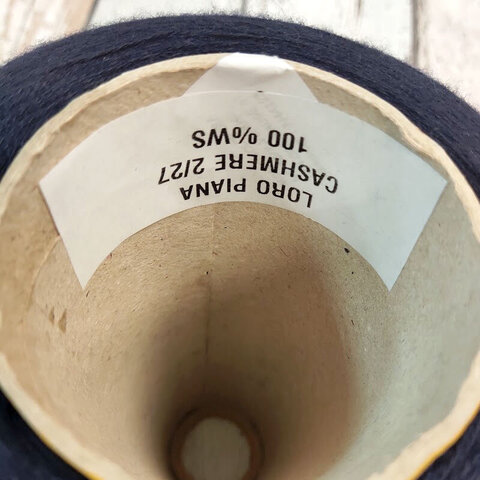 LORO PIANA
CASHMERE 2/27
100 %WS